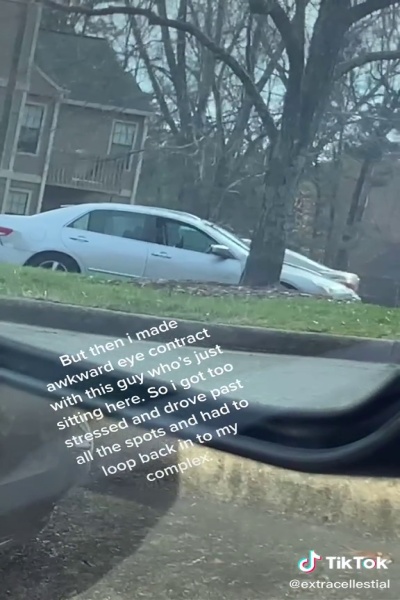 But then i made
awkward eye contract
with this guy who's just
sitting here. So i got too
stressed and drove past
all the spots and had to
loop back in to my
complex.
TikTok
@extracellestial